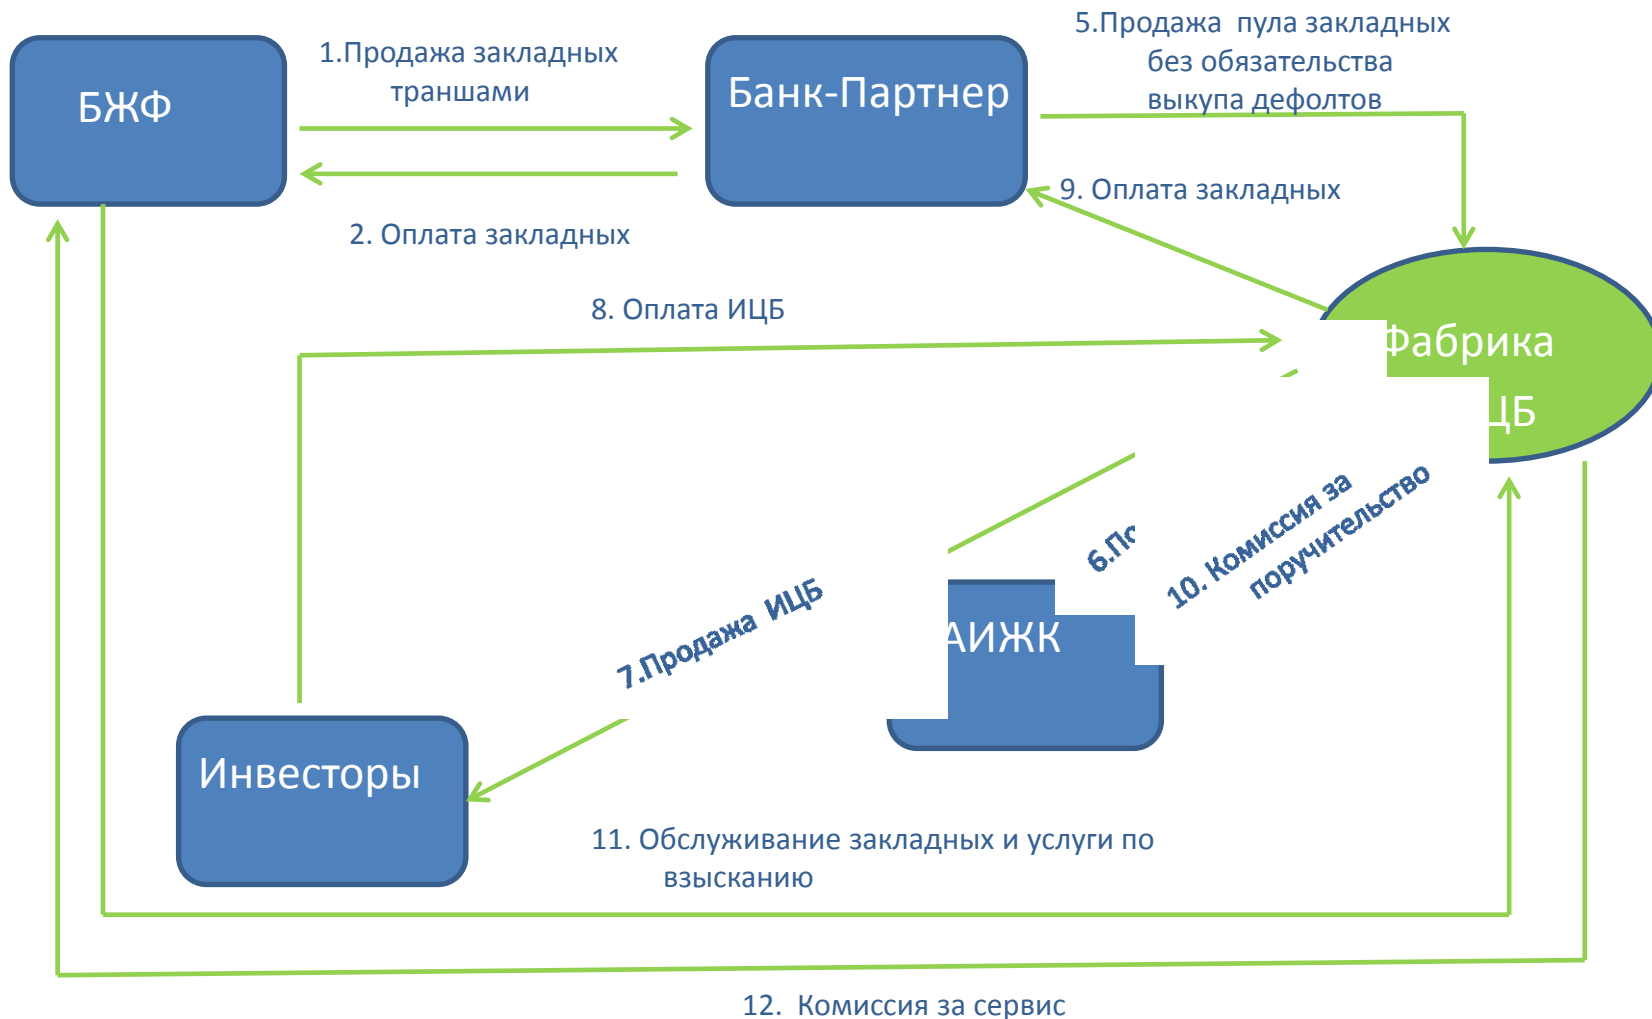 5.Продажа пула закладных
без обязательства
выкупа дефолтов
1.Продажа закладных
траншами
БЖФ
Банк-Партнер
9. Оплата закладных
2. Оплата закладных
8. Оплата ИЦБ
Фабрика
ЦБ
10. Комиссия за
поручительство
6.По
7.Продажа ИЦБ
АИЖК
Инвесторы
11. Обслуживание закладных и услуги по
взысканию
12. Комиссия за сервис